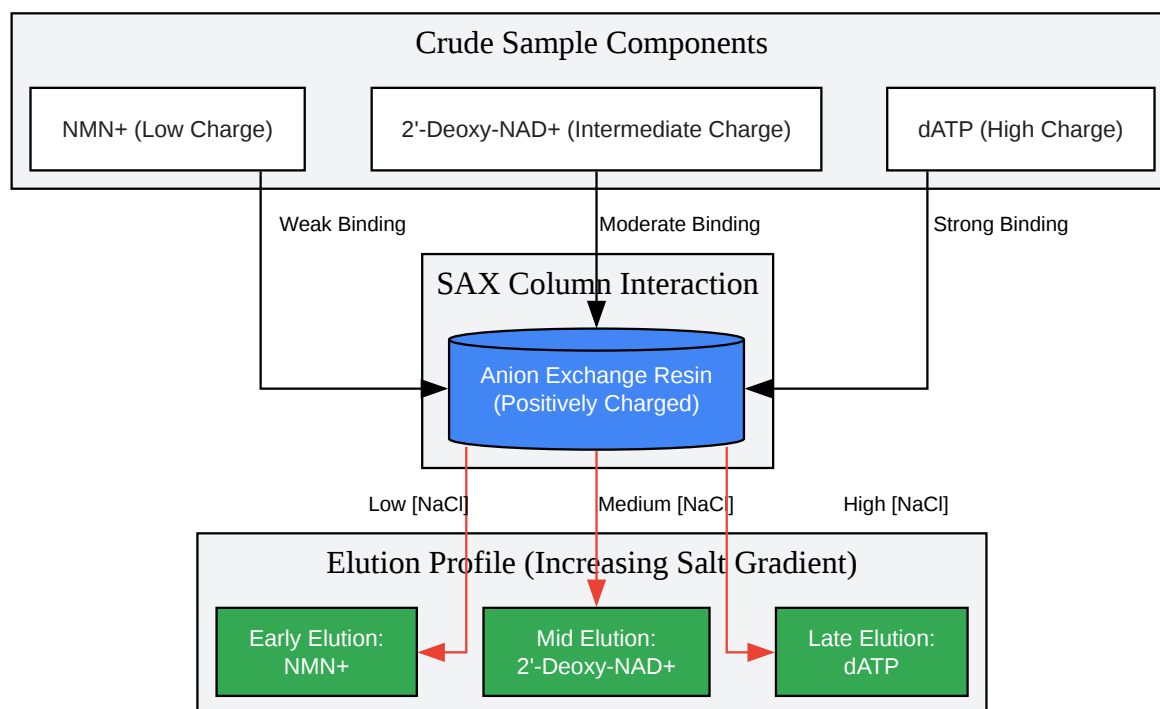 Crude Sample Components
NMN+ (Low Charge)
2'-Deoxy-NAD+ (Intermediate Charge)
dATP (High Charge)
Weak Binding
Moderate Binding
Strong Binding
SAX Column Interaction
Anion Exchange Resin
(Positively Charged)
Low [NaCl]
Medium [NaCl]
High [NaCl]
Elution Profile (Increasing Salt Gradient)
Early Elution:
NMN+
Mid Elution:
2'-Deoxy-NAD+
Late Elution:
dATP